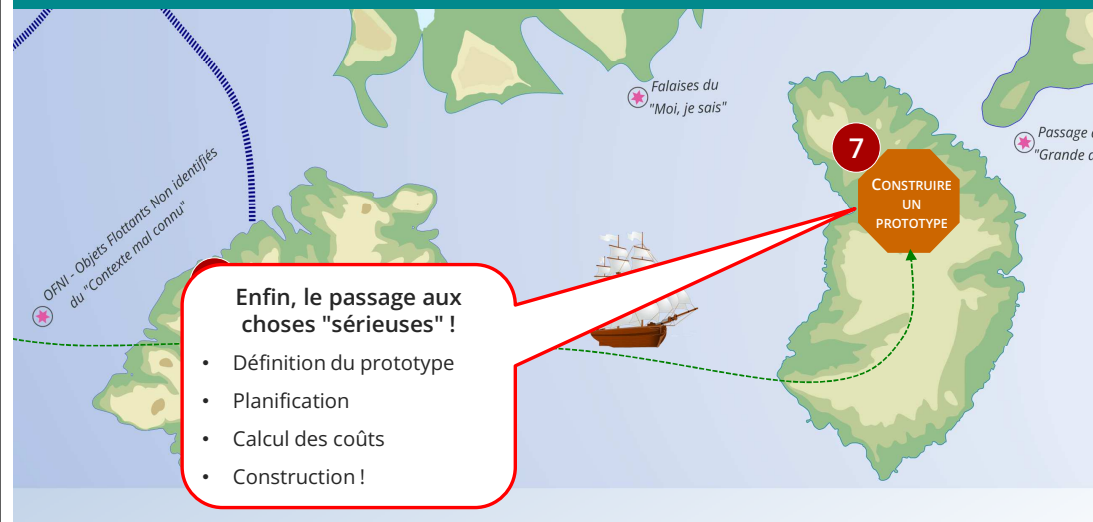 Falaises du
"Moi, je sais"
Passage
"Grande
7
CONSTRUIRE
UN
PROTOTYPE
OFNI - Objets Flottants Non identifiés
du "Contexte mal connu"
Enfin, le passage aux
choses "sérieuses" !
• Définition du prototype
• Planification
• Calcul des coûts
• Construction !